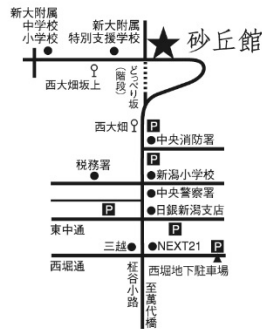 新大附属
中学校
小学校
新大附属
特別支援学校
砂丘館
西大畑坂上
どっぺり坂
(階段)
西大畑
P
中央消防署
P
税務署
新潟小学校
中央警察署
P
日銀新潟支店
東中通
P
三越
NEXT21
P
西堀通
西堀地下駐車場
柾谷小路
至萬代橋